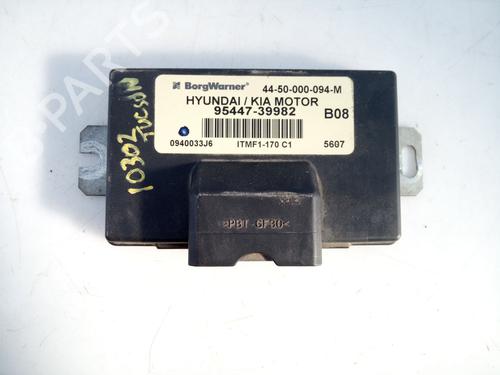 BorgWarner
44-50-000-094-M
HYUNDAI / KIA MOTOR
95447-39982
B08
0940033J6
ITMF1-170 C1
5607
10302
TUCSON
>PBT-GF30<